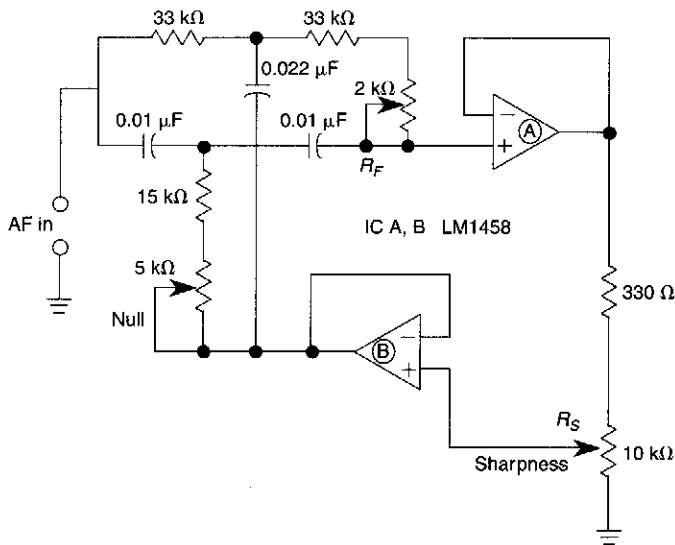 33 kΩ
33 kΩ
0.022 µF
2 kΩ
0.01 µF
0.01 µF
R_F
A
15 kΩ
AF in
IC A, B LM1458
5 kΩ
330 Ω
Null
B
R_S
Sharpness
10 kΩ